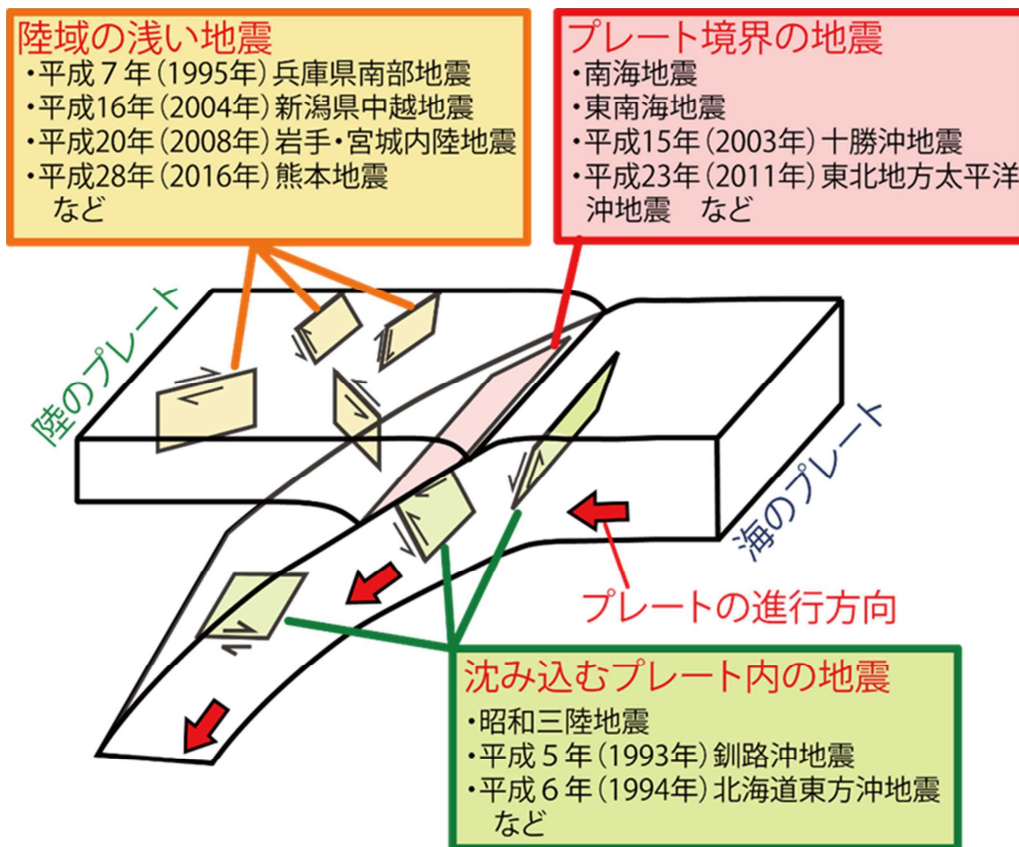 陸域の浅い地震
・平成７年（1995年）兵庫県南部地震
・平成16年（2004年）新潟県中越地震
・平成20年（2008年）岩手・宮城内陸地震
・平成28年（2016年）熊本地震
など
プレート境界の地震
・南海地震
・東南海地震
・平成15年（2003年）十勝沖地震
・平成23年（2011年）東北地方太平洋
沖地震　など
陸のプレート
海のプレート
プレートの進行方向
沈み込むプレート内の地震
・昭和三陸地震
・平成５年（1993年）釧路沖地震
・平成６年（1994年）北海道東方沖地震
など